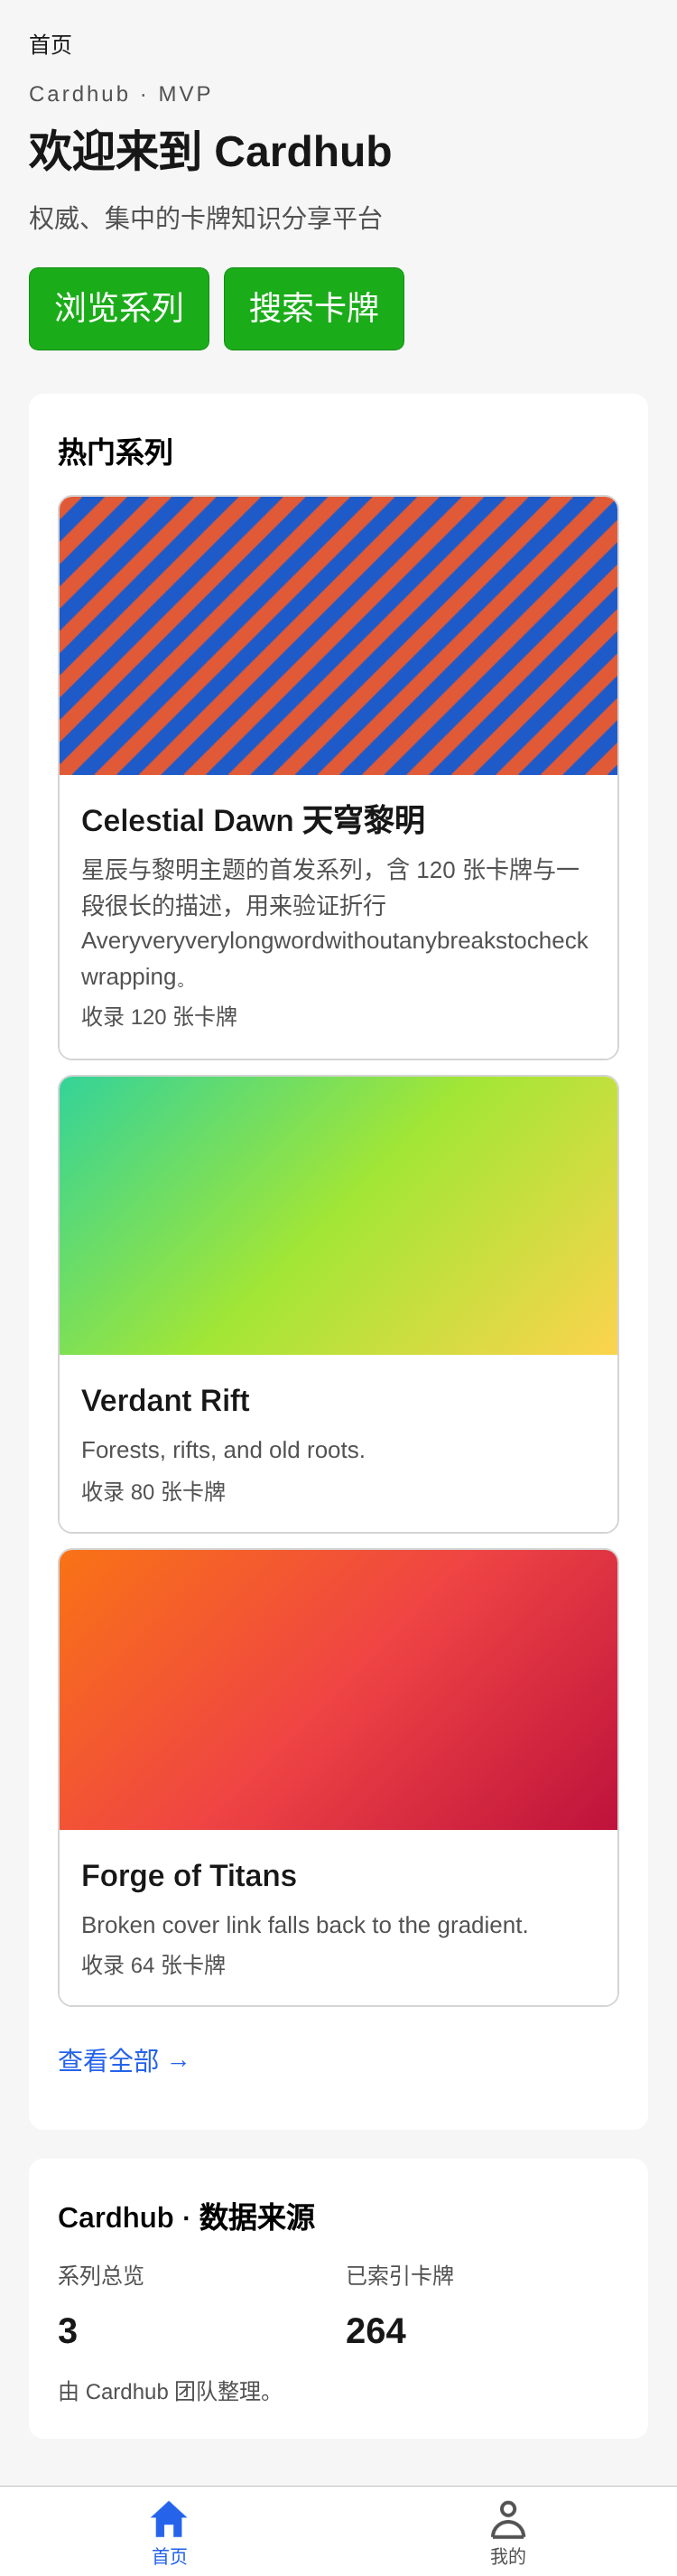 首页
Cardhub · MVP
欢迎来到 Cardhub
权威、集中的卡牌知识分享平台
浏览系列 搜索卡牌
热门系列
Celestial Dawn 天穹黎明
星辰与黎明主题的首发系列，含 120 张卡牌与一
段很长的描述，用来验证折行
Averyveryverylongwordwithoutanybreakstocheck
wrapping。
收录 120 张卡牌
Verdant Rift
Forests, rifts, and old roots.
收录 80 张卡牌
Forge of Titans
Broken cover link falls back to the gradient.
收录 64 张卡牌
查看全部 →
Cardhub · 数据来源
系列总览 已索引卡牌
3 264
由 Cardhub 团队整理。
首页 我的